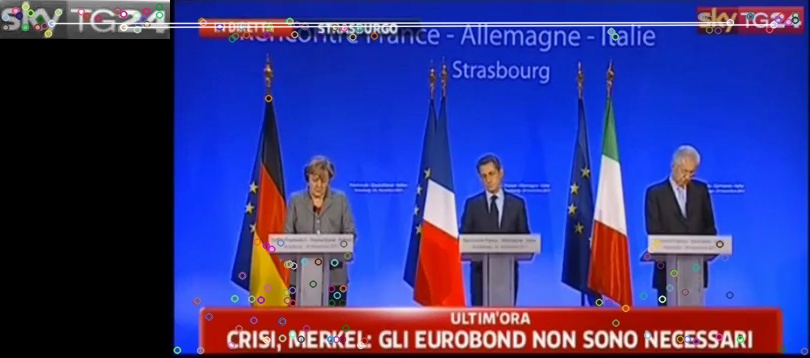 sky TG24
IN DIRETTA STRASBURGO
sky TG24
Rencontre France - Allemagne - Italie
Strasbourg
ULTIM'ORA
CRISI, MERKEL: GLI EUROBOND NON SONO NECESSARI